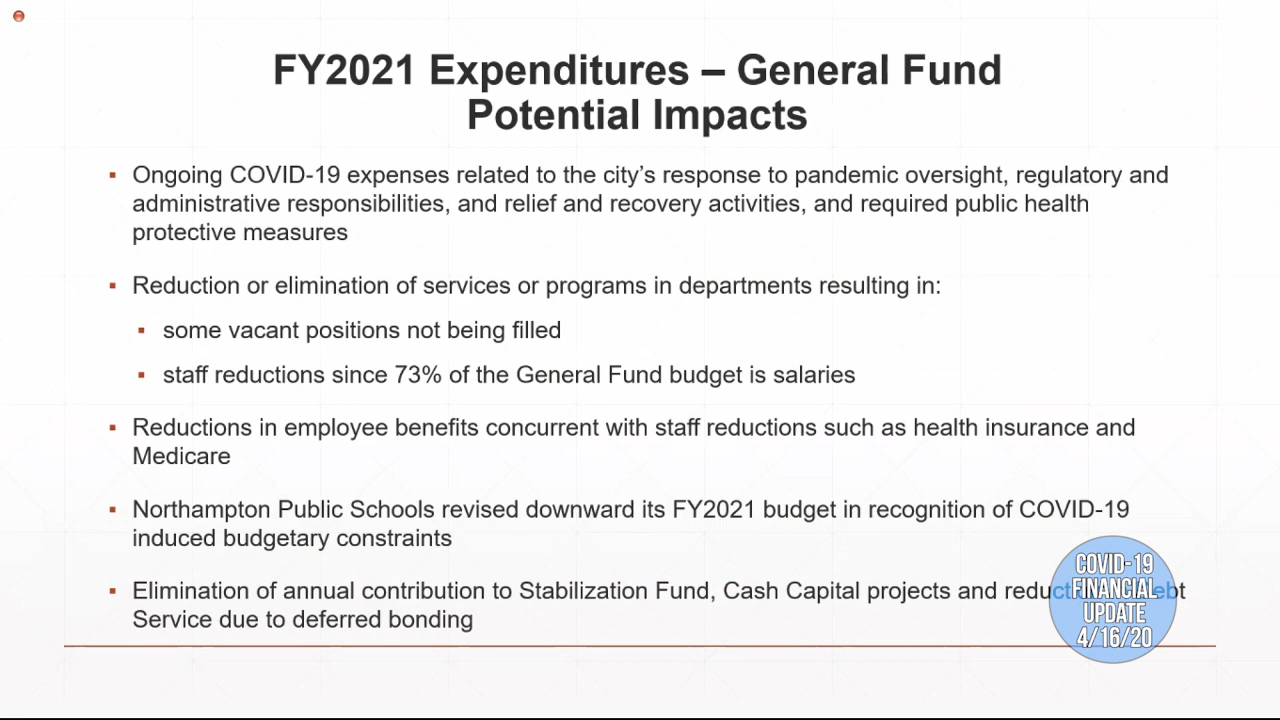 FY2021 Expenditures – General Fund
Potential Impacts
▪ Ongoing COVID-19 expenses related to the city’s response to pandemic oversight, regulatory and
administrative responsibilities, and relief and recovery activities, and required public health
protective measures
▪ Reduction or elimination of services or programs in departments resulting in:
▪ some vacant positions not being filled
▪ staff reductions since 73% of the General Fund budget is salaries
▪ Reductions in employee benefits concurrent with staff reductions such as health insurance and
Medicare
▪ Northampton Public Schools revised downward its FY2021 budget in recognition of COVID-19
induced budgetary constraints
▪ Elimination of annual contribution to Stabilization Fund, Cash Capital projects and
Service due to deferred bonding
COVID-19
FINANCIAL
UPDATE
4/16/20